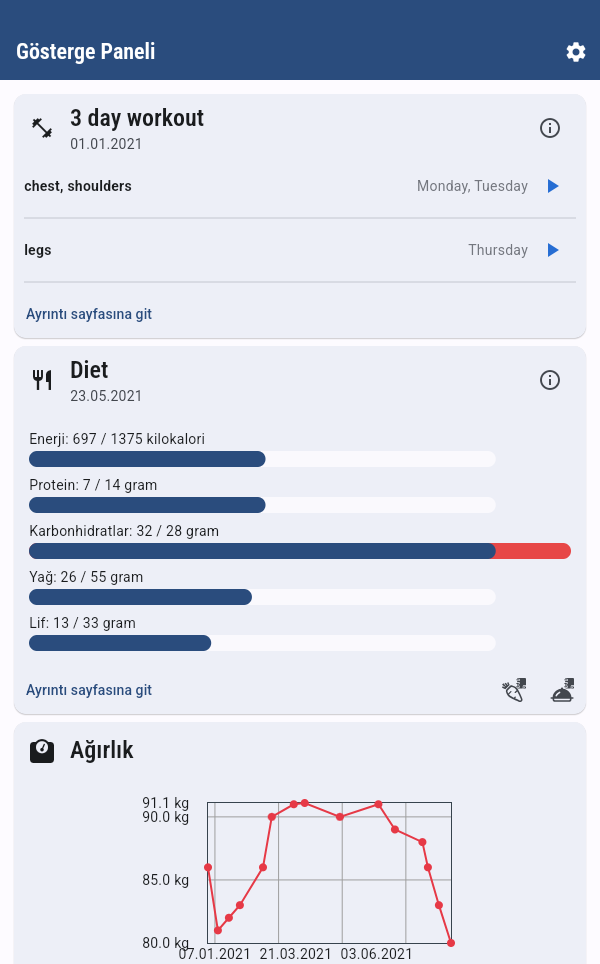 Gösterge Paneli
3 day workout
01.01.2021
chest, shoulders Monday, Tuesday
legs Thursday
Ayrıntı sayfasına git
Diet
23.05.2021
Enerji: 697 / 1375 kilokalori
Protein: 7 / 14 gram
Karbonhidratlar: 32 / 28 gram
Yağ: 26 / 55 gram
Lif: 13 / 33 gram
Ayrıntı sayfasına git
Ağırlık
91.1 kg
90.0 kg
85.0 kg
80.0 kg
07.01.2021 21.03.2021 03.06.2021